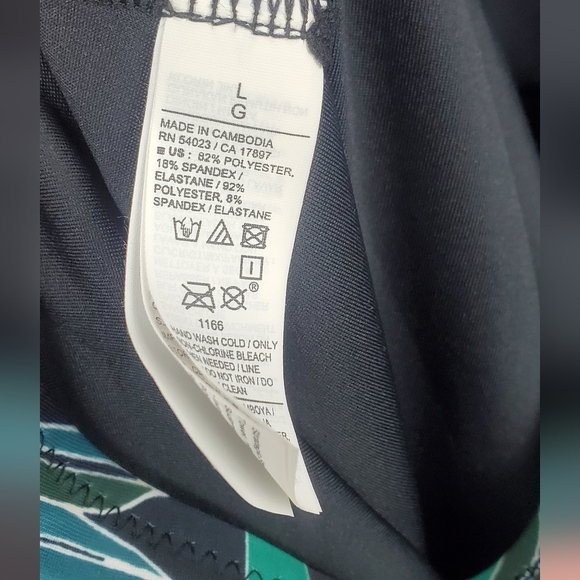 L
G
MADE IN CAMBODIA
RN 54023 / CA 17897
≡ US : 82% POLYESTER,
18% SPANDEX /
ELASTANE / 92%
POLYESTER, 8%
SPANDEX / ELASTANE
®
1166
HAND WASH COLD / ONLY
NON-CHLORINE BLEACH
NEEDED / LINE
DO NOT IRON / DO
CLEAN